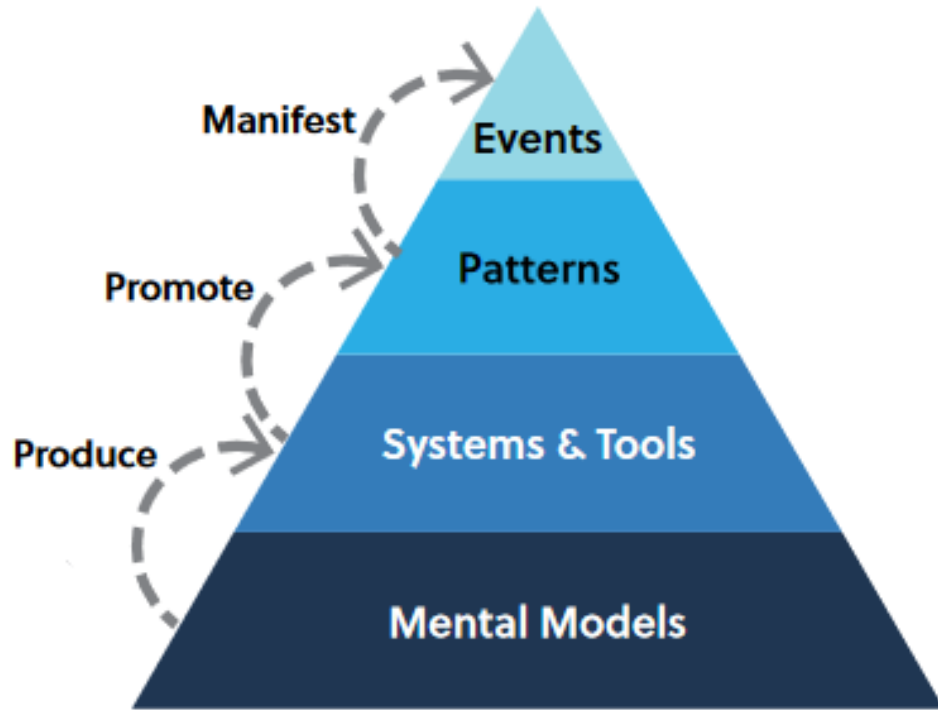 Manifest
Events
Patterns
Promote
Systems & Tools
Produce
Mental Models